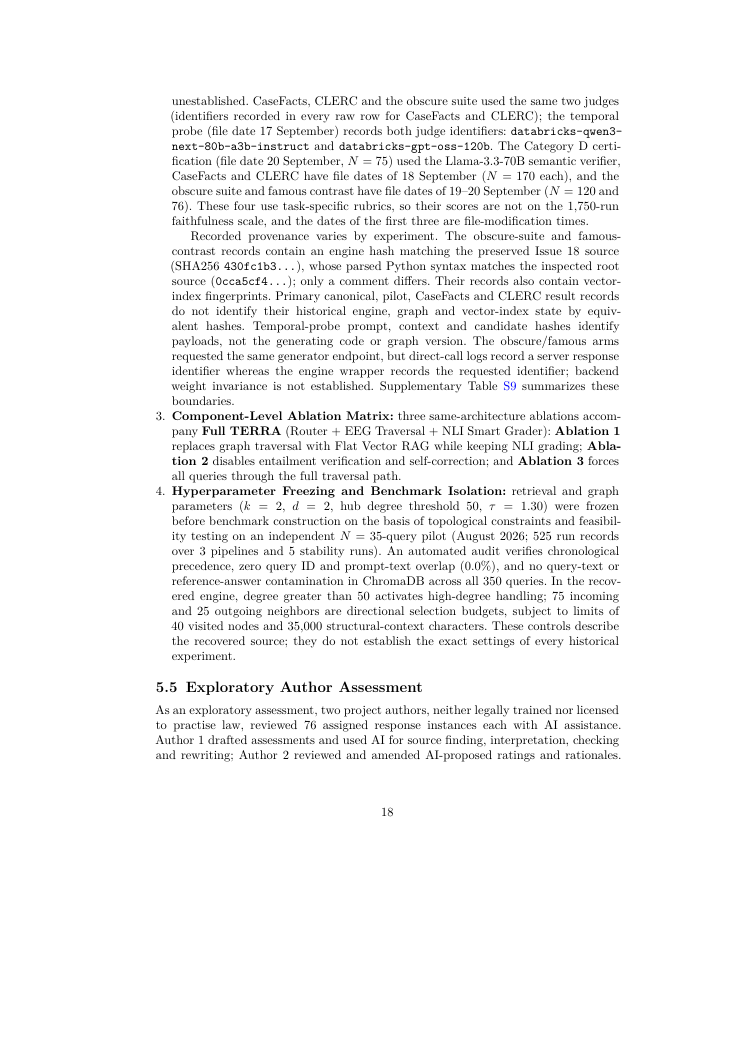 unestablished. CaseFacts, CLERC and the obscure suite used the same two judges
(identifiers recorded in every raw row for CaseFacts and CLERC); the temporal
probe (file date 17 September) records both judge identifiers: databricks-qwen3-
next-80b-a3b-instruct and databricks-gpt-oss-120b. The Category D certi-
fication (file date 20 September, N = 75) used the Llama-3.3-70B semantic verifier,
CaseFacts and CLERC have file dates of 18 September (N = 170 each), and the
obscure suite and famous contrast have file dates of 19–20 September (N = 120 and
76). These four use task-specific rubrics, so their scores are not on the 1,750-run
faithfulness scale, and the dates of the first three are file-modification times.
Recorded provenance varies by experiment. The obscure-suite and famous-
contrast records contain an engine hash matching the preserved Issue 18 source
(SHA256 430fc1b3...), whose parsed Python syntax matches the inspected root
source (0cca5cf4...); only a comment differs. Their records also contain vector-
index fingerprints. Primary canonical, pilot, CaseFacts and CLERC result records
do not identify their historical engine, graph and vector-index state by equiv-
alent hashes. Temporal-probe prompt, context and candidate hashes identify
payloads, not the generating code or graph version. The obscure/famous arms
requested the same generator endpoint, but direct-call logs record a server response
identifier whereas the engine wrapper records the requested identifier; backend
weight invariance is not established. Supplementary Table S9 summarizes these
boundaries.
3. Component-Level Ablation Matrix: three same-architecture ablations accom-
pany Full TERRA (Router + EEG Traversal + NLI Smart Grader): Ablation 1
replaces graph traversal with Flat Vector RAG while keeping NLI grading; Abla-
tion 2 disables entailment verification and self-correction; and Ablation 3 forces
all queries through the full traversal path.
4. Hyperparameter Freezing and Benchmark Isolation: retrieval and graph
parameters (k = 2, d = 2, hub degree threshold 50, τ = 1.30) were frozen
before benchmark construction on the basis of topological constraints and feasibil-
ity testing on an independent N = 35-query pilot (August 2026; 525 run records
over 3 pipelines and 5 stability runs). An automated audit verifies chronological
precedence, zero query ID and prompt-text overlap (0.0%), and no query-text or
reference-answer contamination in ChromaDB across all 350 queries. In the recov-
ered engine, degree greater than 50 activates high-degree handling; 75 incoming
and 25 outgoing neighbors are directional selection budgets, subject to limits of
40 visited nodes and 35,000 structural-context characters. These controls describe
the recovered source; they do not establish the exact settings of every historical
experiment.
5.5 Exploratory Author Assessment
As an exploratory assessment, two project authors, neither legally trained nor licensed
to practise law, reviewed 76 assigned response instances each with AI assistance.
Author 1 drafted assessments and used AI for source finding, interpretation, checking
and rewriting; Author 2 reviewed and amended AI-proposed ratings and rationales.
18